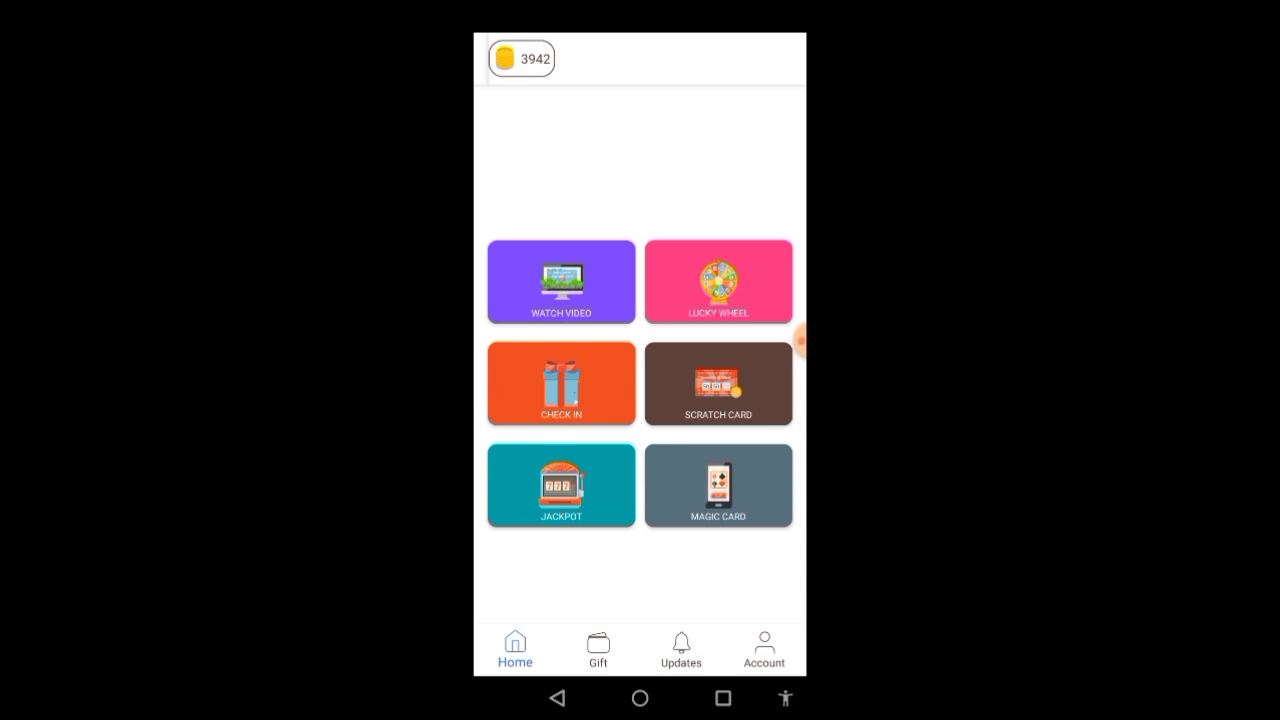 3942
WATCH VIDEO
LUCKY WHEEL
CHECK IN
SCRATCH CARD
777
JACKPOT
MAGIC CARD
Home
Gift
Updates
Account